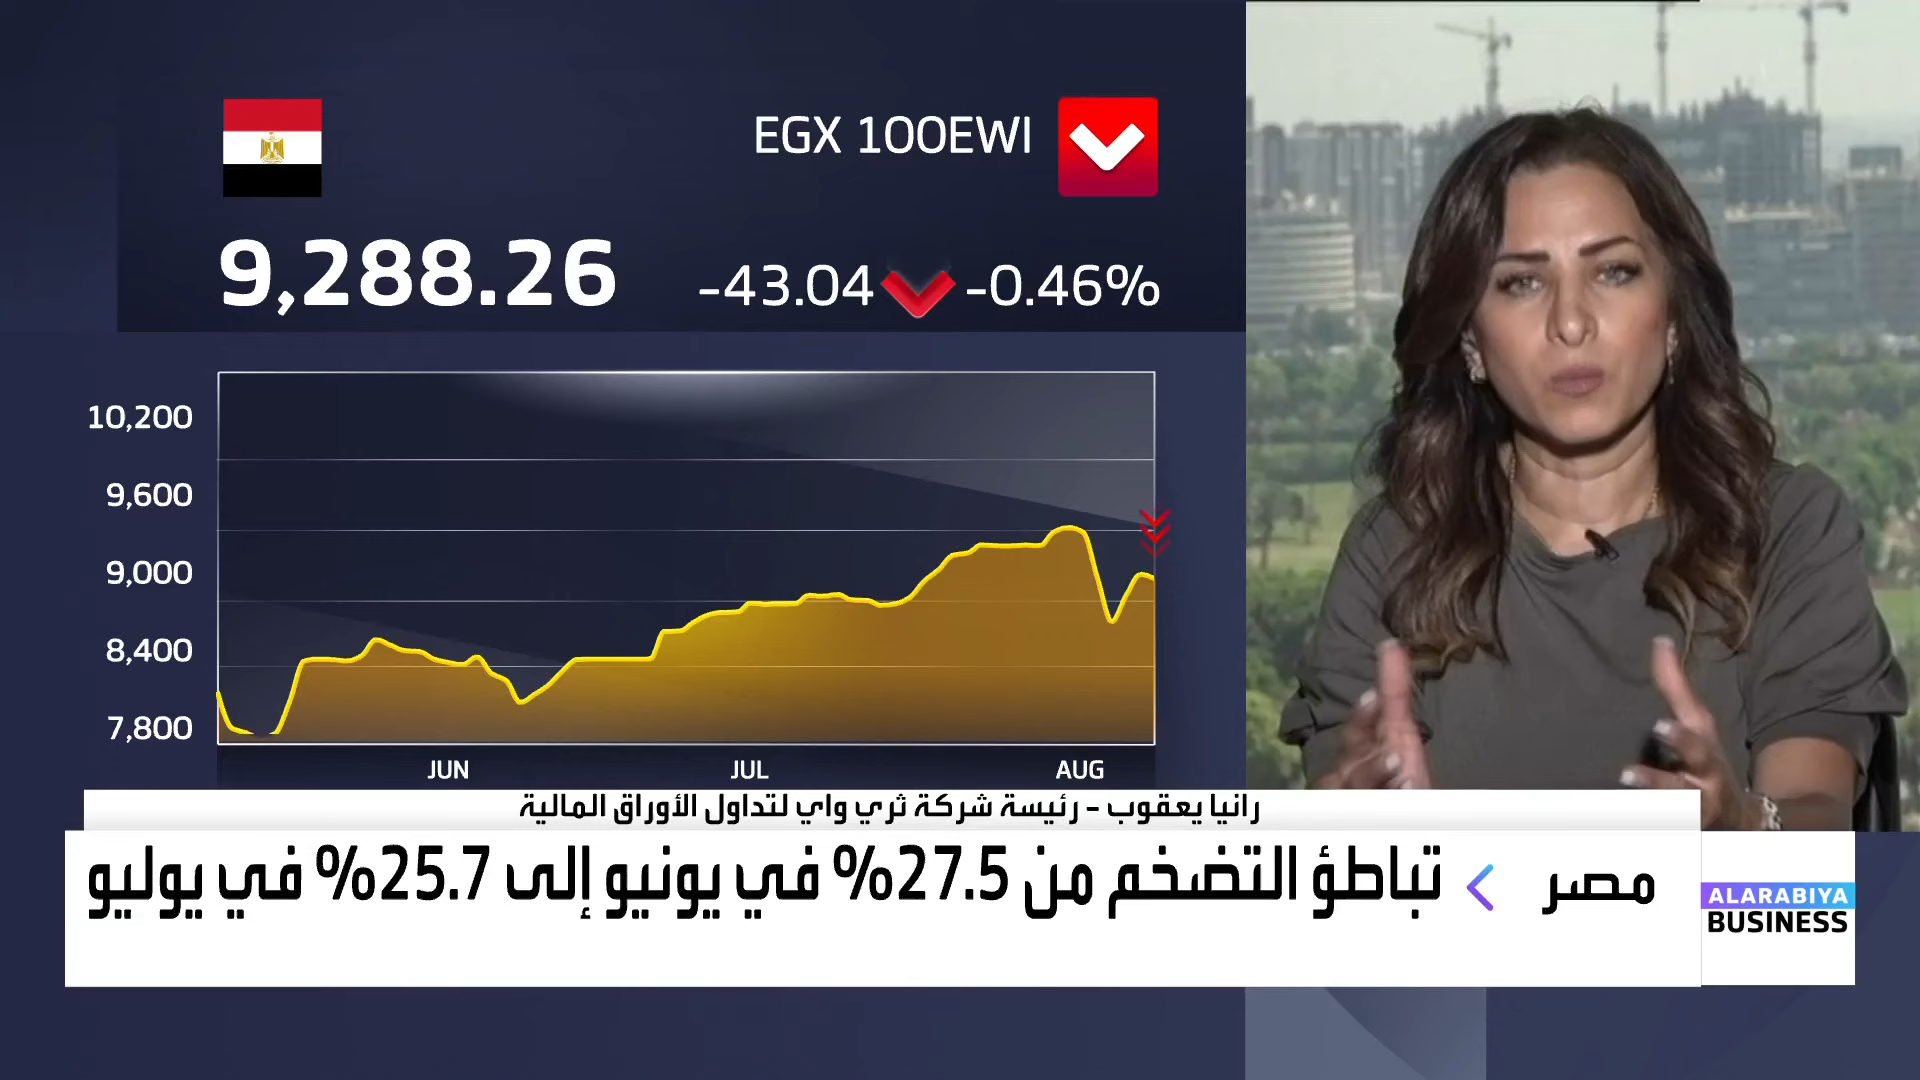 EGX 100EWI
9,288.26
-43.04 -0.46%
10,200
9,600
9,000
8,400
7,800
JUN JUL AUG
رانيا يعقوب - رئيسة شركة ثري واي لتداول الأوراق المالية
مصر
تباطؤ التضخم من 27.5% في يونيو إلى 25.7% في يوليو
ALARABIYA
BUSINESS